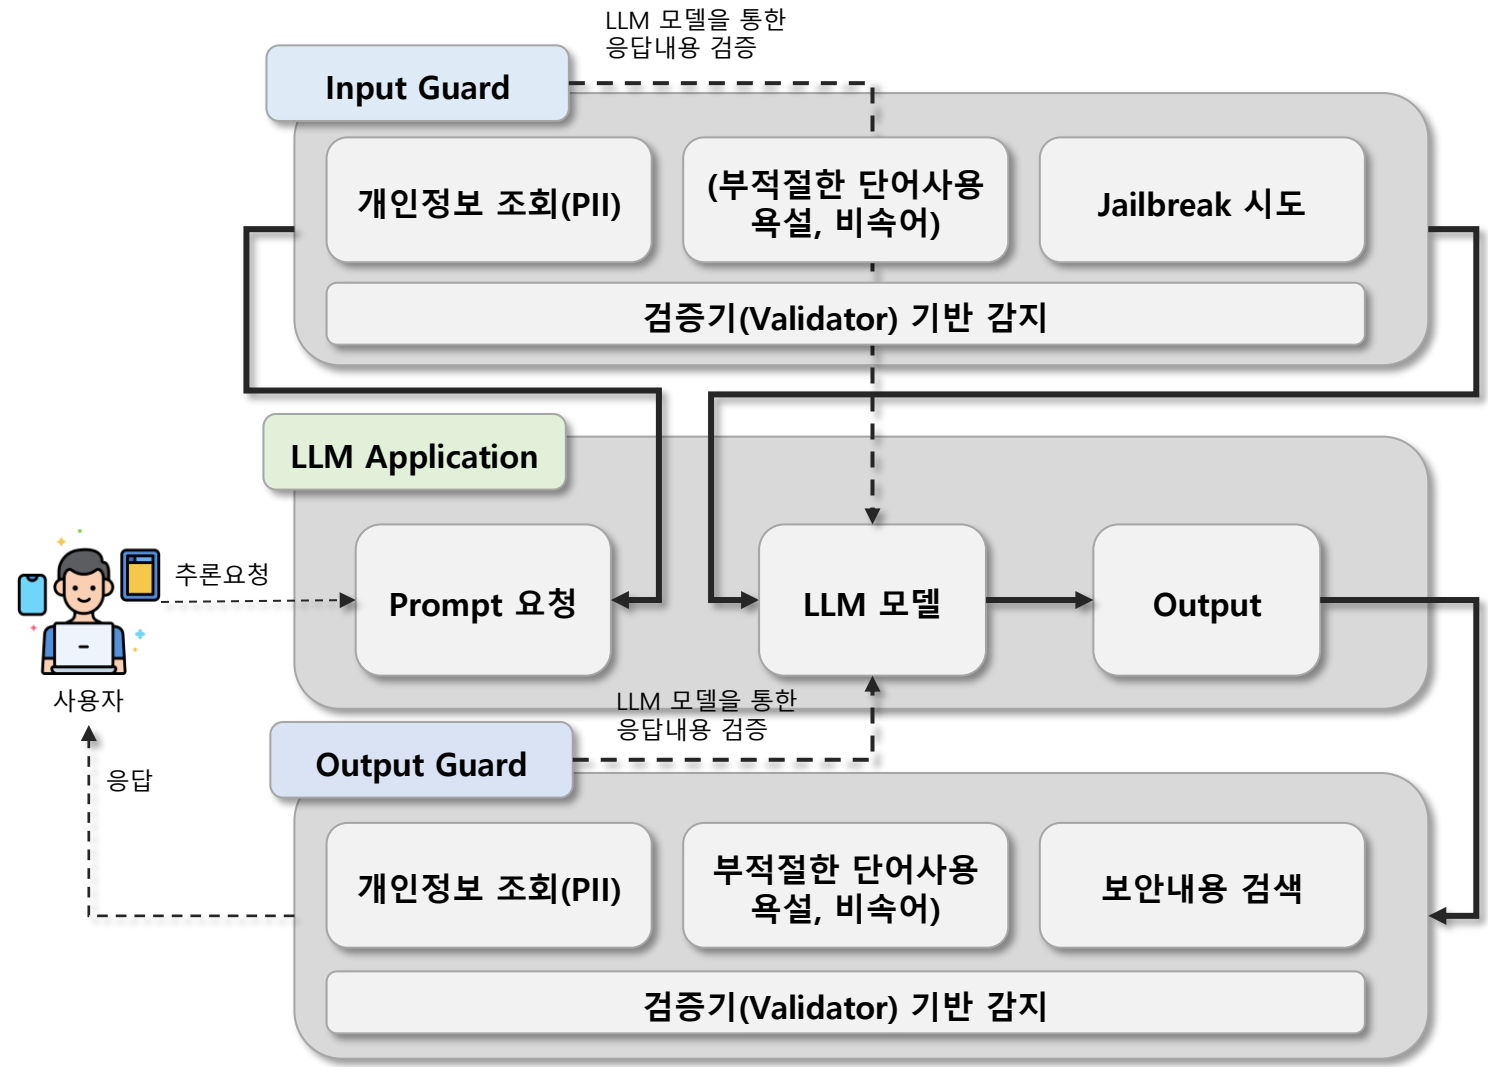 LLM 모델을 통한
응답내용 검증
Input Guard
개인정보 조회(PII)
(부적절한 단어사용
욕설, 비속어)
Jailbreak 시도
검증기(Validator) 기반 감지
LLM Application
추론요청
Prompt 요청
LLM 모델
Output
사용자
LLM 모델을 통한
응답내용 검증
Output Guard
응답
개인정보 조회(PII)
부적절한 단어사용
욕설, 비속어)
보안내용 검색
검증기(Validator) 기반 감지